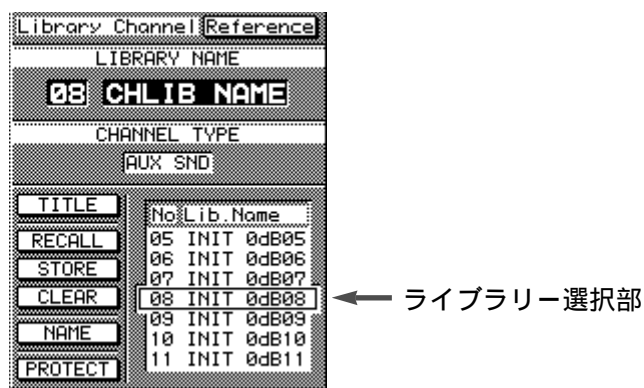 Library Channel Reference
LIBRARY NAME
08 CHLIB NAME
CHANNEL TYPE
AUX SND
TITLE
RECALL
STORE
CLEAR
NAME
PROTECT
No Lib.Name
05 INIT 0dB05
06 INIT 0dB06
07 INIT 0dB07
08 INIT 0dB08
09 INIT 0dB09
10 INIT 0dB10
11 INIT 0dB11
ライブラリー選択部